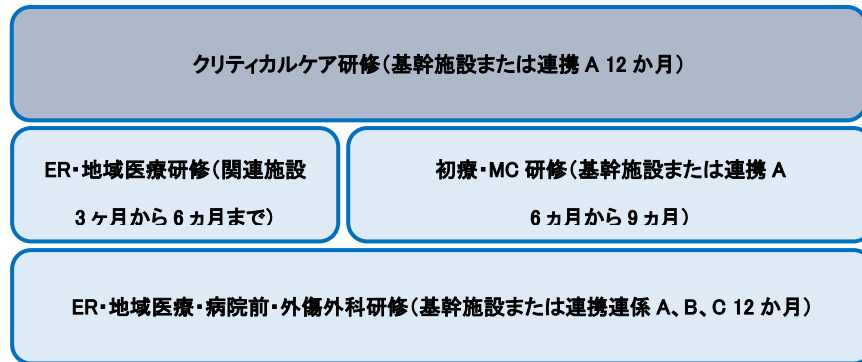 クリティカルケア研修(基幹施設または連携 A 12 か月)
ER・地域医療研修(関連施設
3 ヶ月から 6 ヵ月まで)
初療・MC 研修(基幹施設または連携 A
6 ヵ月から 9 ヵ月)
ER・地域医療・病院前・外傷外科研修(基幹施設または連携連係 A、B、C 12 か月)